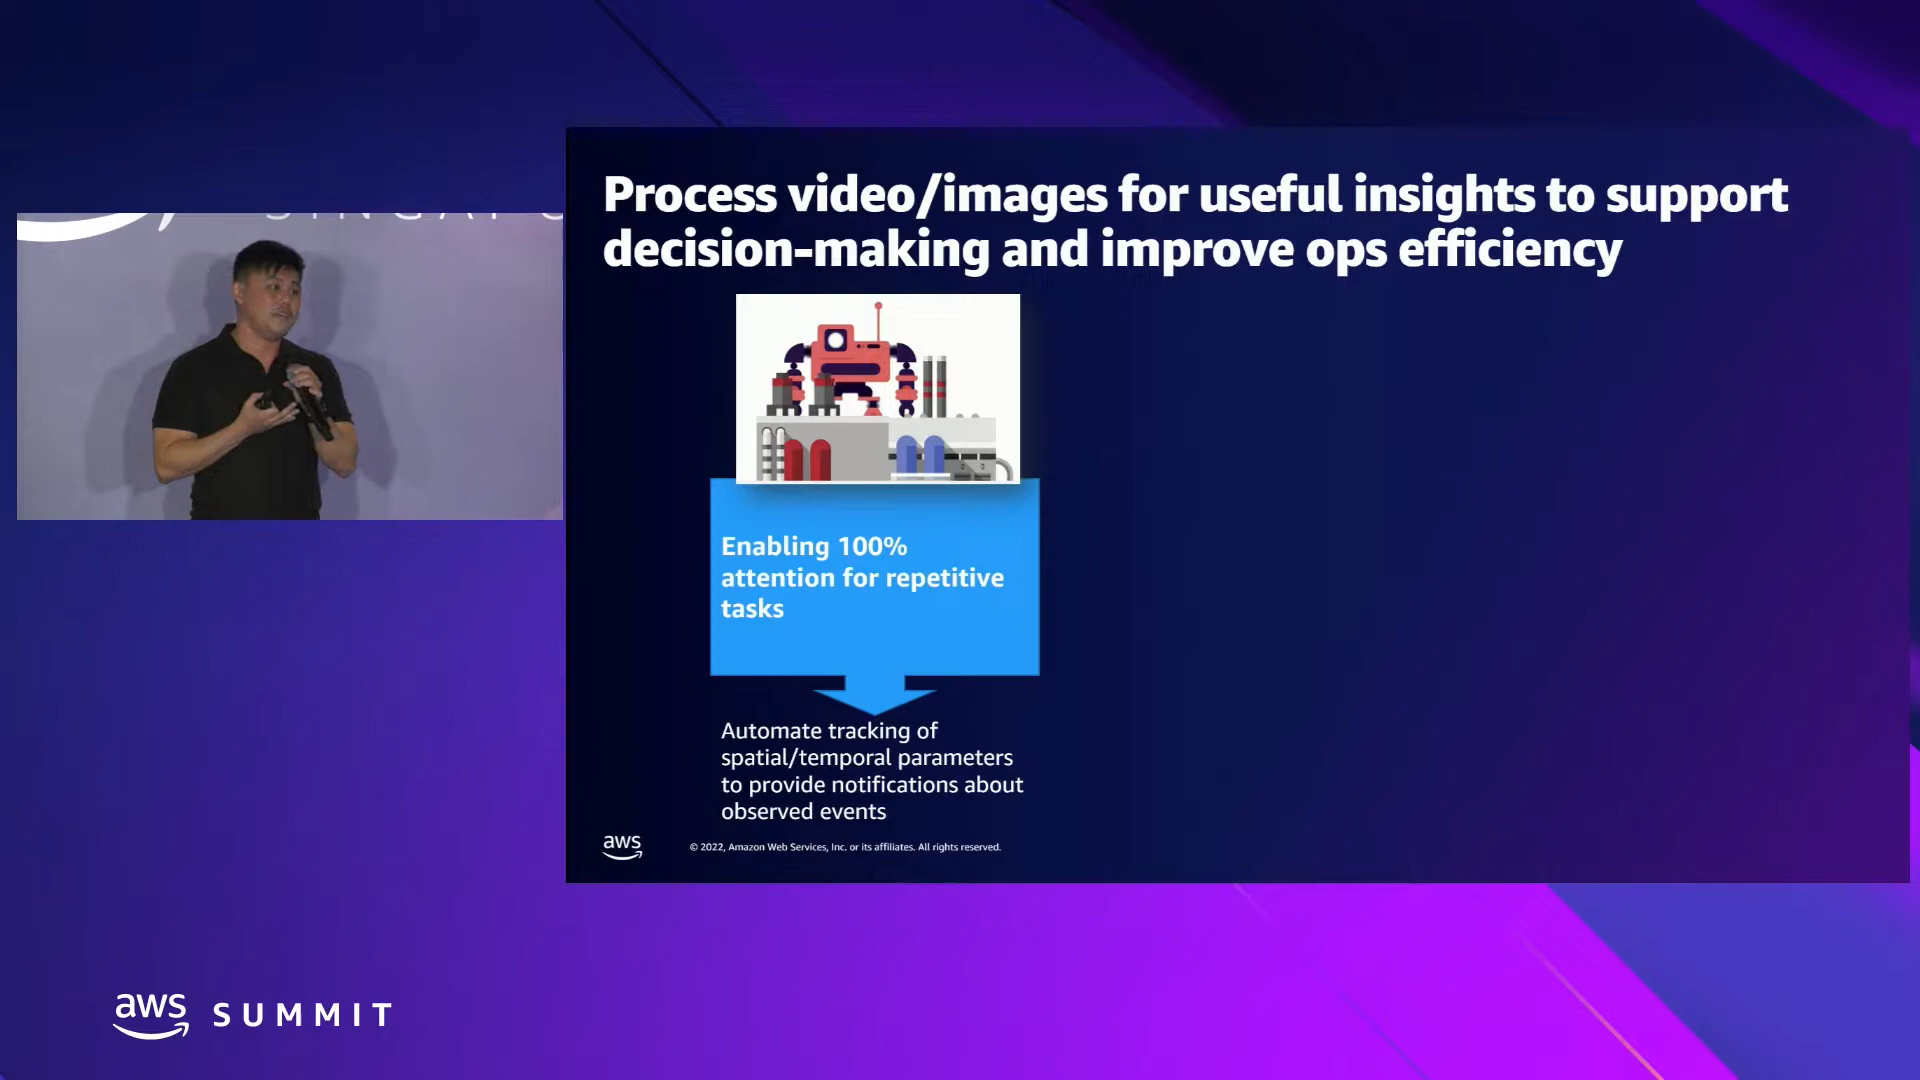 Process video/images for useful insights to support
decision-making and improve ops efficiency
Enabling 100%
attention for repetitive
tasks
Automate tracking of
spatial/temporal parameters
to provide notifications about
observed events
aws
© 2022, Amazon Web Services, Inc. or its affiliates. All rights reserved.
aws SUMMIT